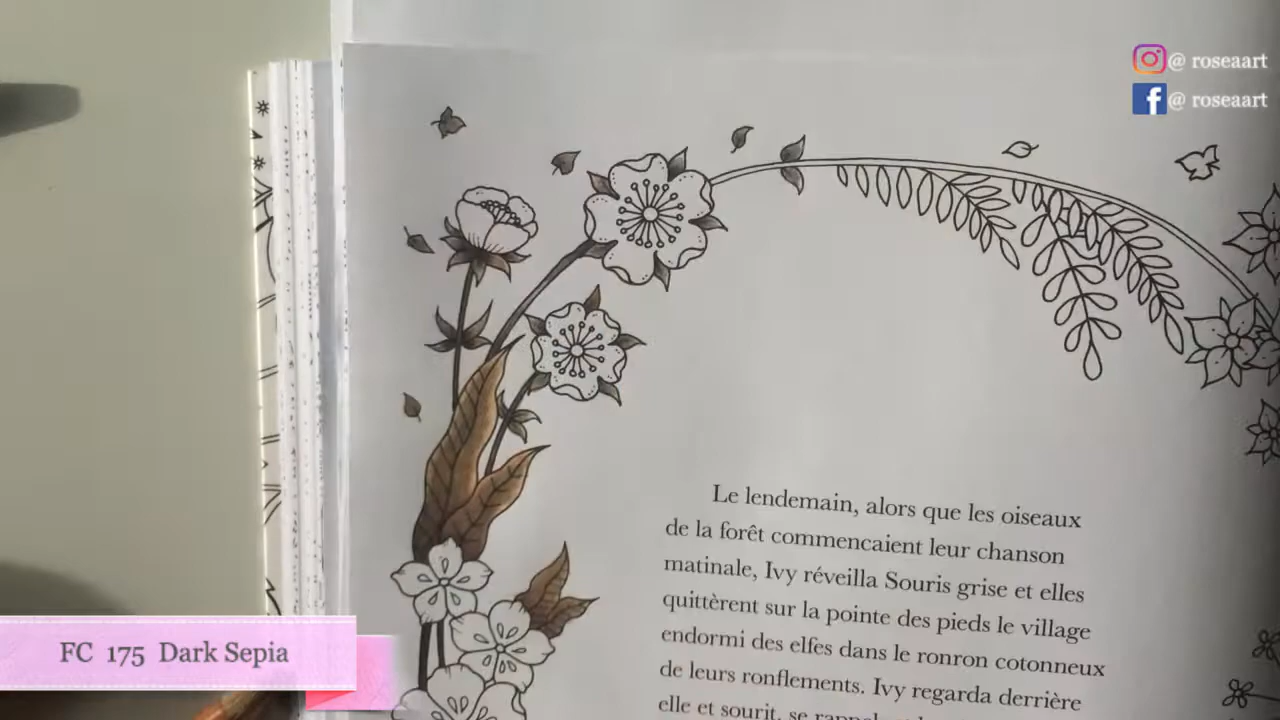 @ roseaart
@ roseaart
Le lendemain, alors que les oiseaux
de la forêt commencaient leur chanson
matinale, Ivy réveilla Souris grise et elles
quittèrent sur la pointe des pieds le village
endormi des elfes dans le ronron cotonneux
de leurs ronflements. Ivy regarda derrière
elle et sourit, se
FC 175 Dark Sepia